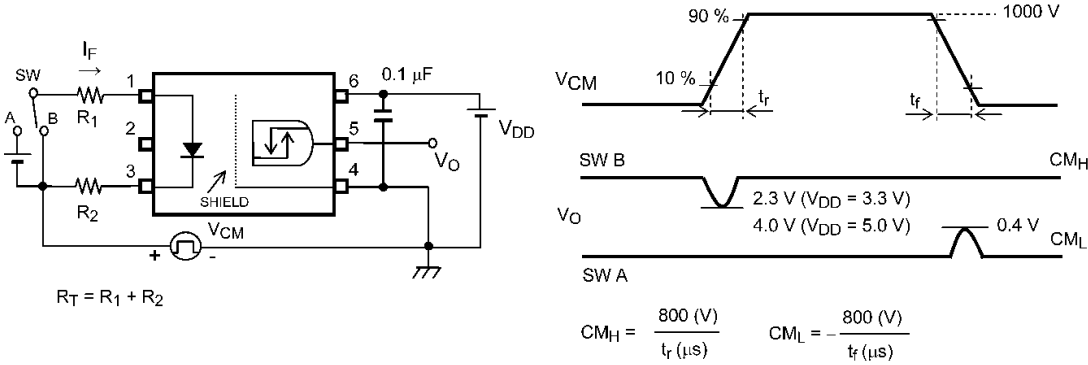 I_F
SW
A
B
R₁
R₂
1
2
3
6
5
4
0.1 μF
V_DD
V_O
SHIELD
V_CM
+
-
R_T = R₁ + R₂
90 %
10 %
1000 V
V_CM
t_r
t_f
SW B
CM_H
2.3 V (V_DD = 3.3 V)
4.0 V (V_DD = 5.0 V)
V_O
0.4 V
CM_L
SW A
CM_H = 800 (V) / t_r (μs)
CM_L = − 800 (V) / t_f (μs)